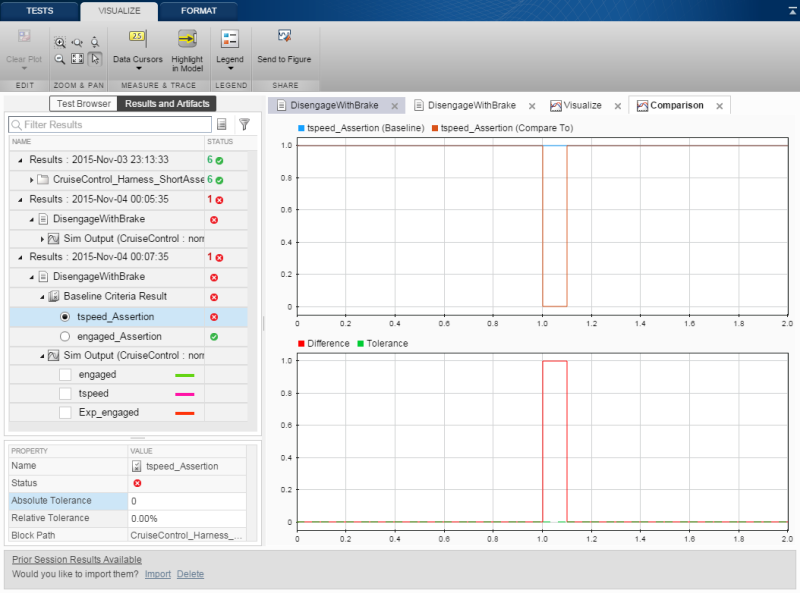 TESTS VISUALIZE FORMAT
2.5
Clear Plot Data Cursors Highlight in Model Legend Send to Figure
EDIT ZOOM & PAN MEASURE & TRACE LEGEND SHARE
Test Browser Results and Artifacts
Filter Results
NAME STATUS
Results : 2015-Nov-03 23:13:33 6
CruiseControl_Harness_ShortAsse 6
Results : 2015-Nov-04 00:05:35 1
DisengageWithBrake
Sim Output (CruiseControl : norr
Results : 2015-Nov-04 00:07:35 1
DisengageWithBrake
Baseline Criteria Result
tspeed_Assertion
engaged_Assertion
Sim Output (CruiseControl : norr
engaged
tspeed
Exp_engaged
PROPERTY VALUE
Name tspeed_Assertion
Status
Absolute Tolerance 0
Relative Tolerance 0.00%
Block Path CruiseControl_Harness_...
DisengageWithBrake DisengageWithBrake Visualize Comparison
tspeed_Assertion (Baseline) tspeed_Assertion (Compare To)
1.0
0.8
0.6
0.4
0.2
0
0 0.2 0.4 0.6 0.8 1.0 1.2 1.4 1.6 1.8 2.0
Difference Tolerance
1.0
0.8
0.6
0.4
0.2
0
0 0.2 0.4 0.6 0.8 1.0 1.2 1.4 1.6 1.8 2.0
Prior Session Results Available
Would you like to import them? Import Delete